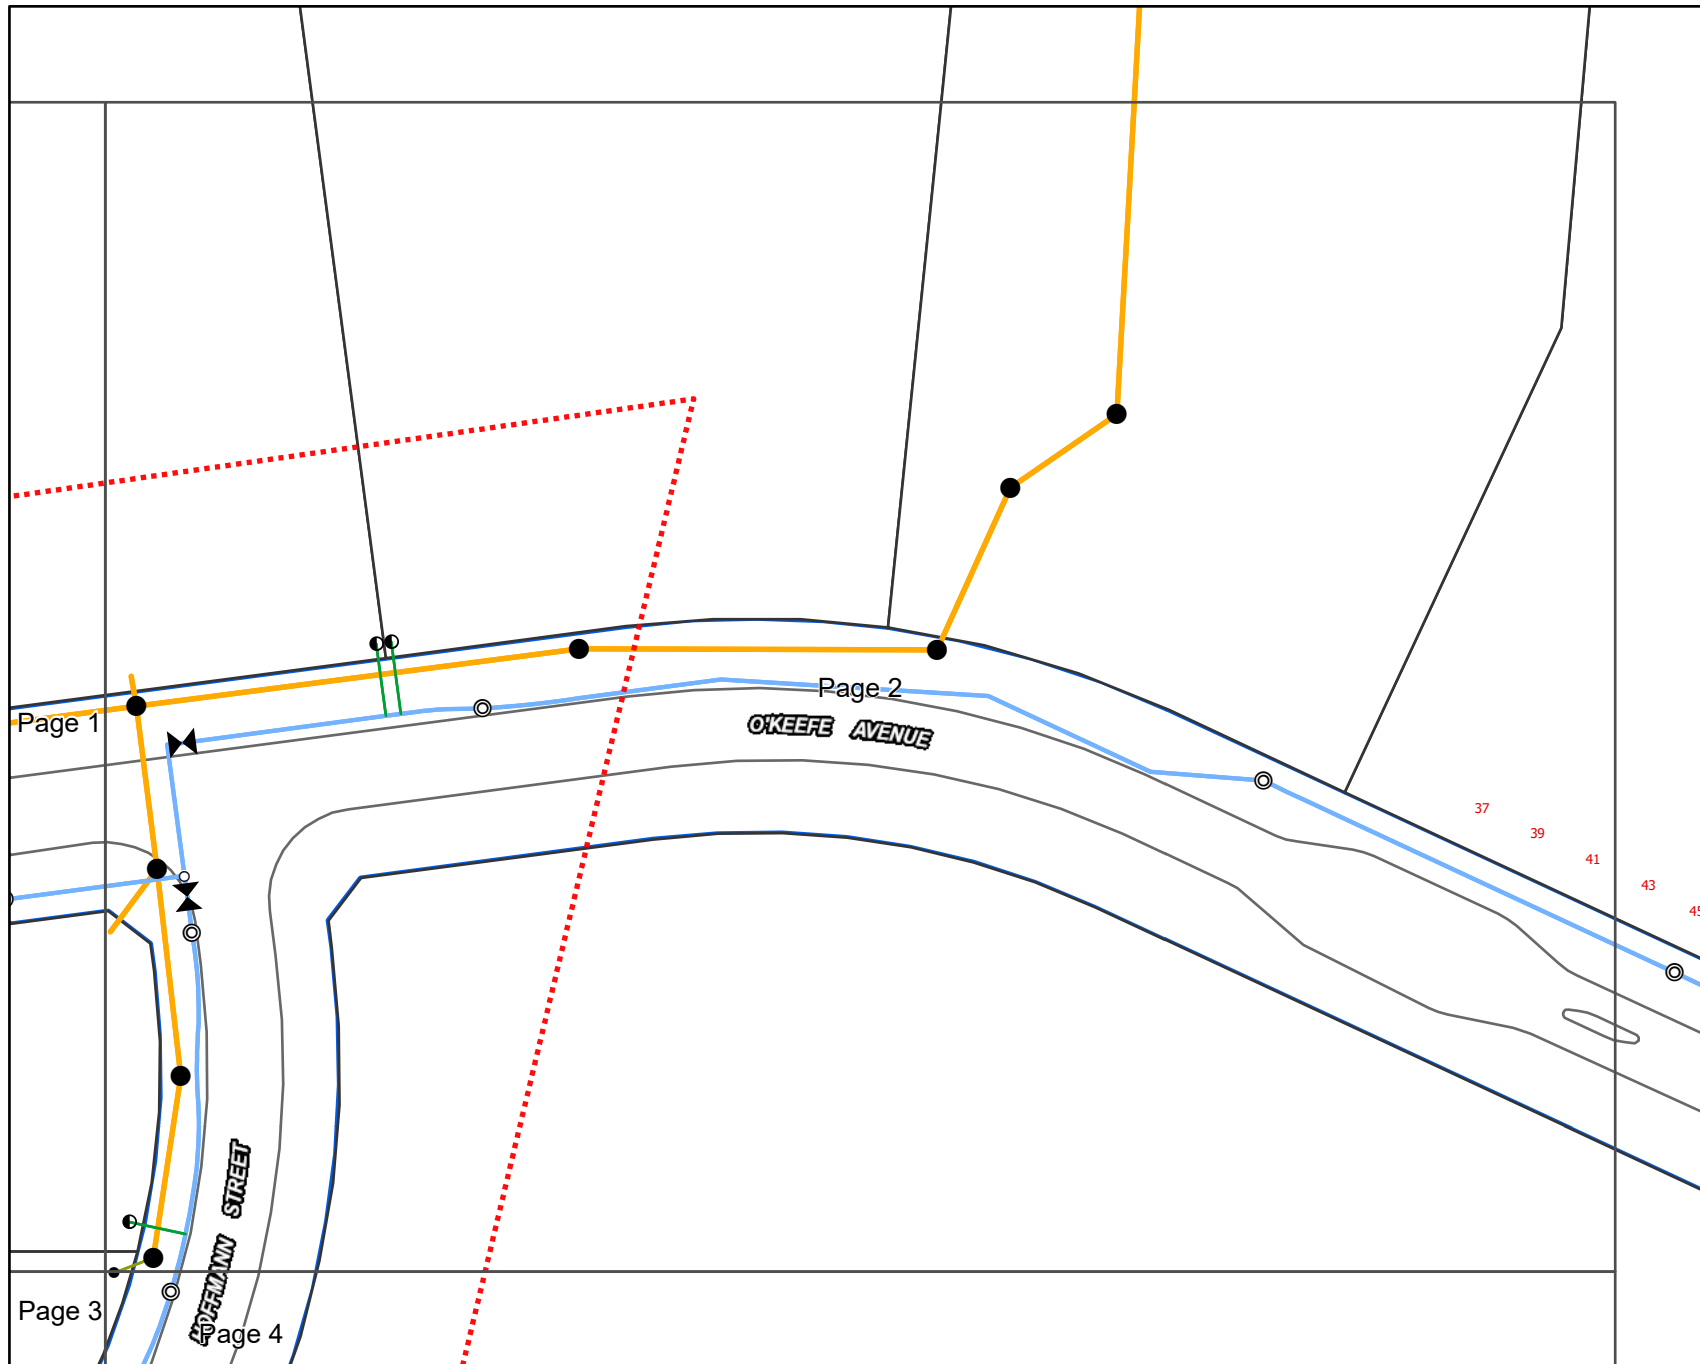 Page 2
Page 1
O'KEEFE AVENUE
37
39
41
43
45
HOFFMANN STREET
Page 3
Page 4